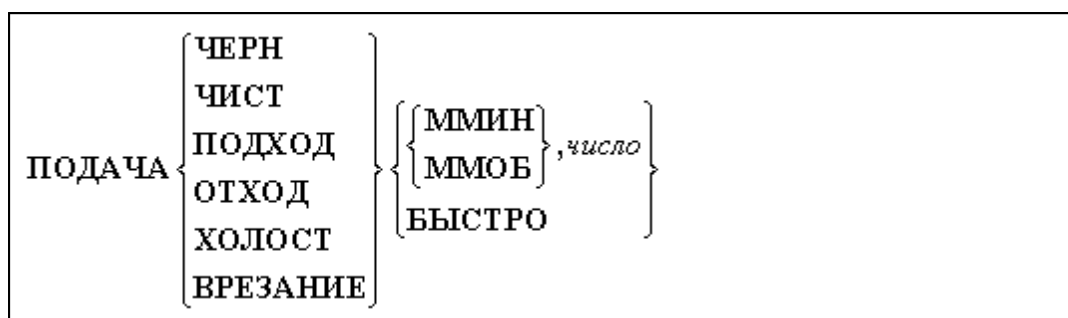 ПОДАЧА
ЧЕРН
ЧИСТ
ПОДХОД
ОТХОД
ХОЛОСТ
ВРЕЗАНИЕ
ММИН
ММОБ
,число
БЫСТРО